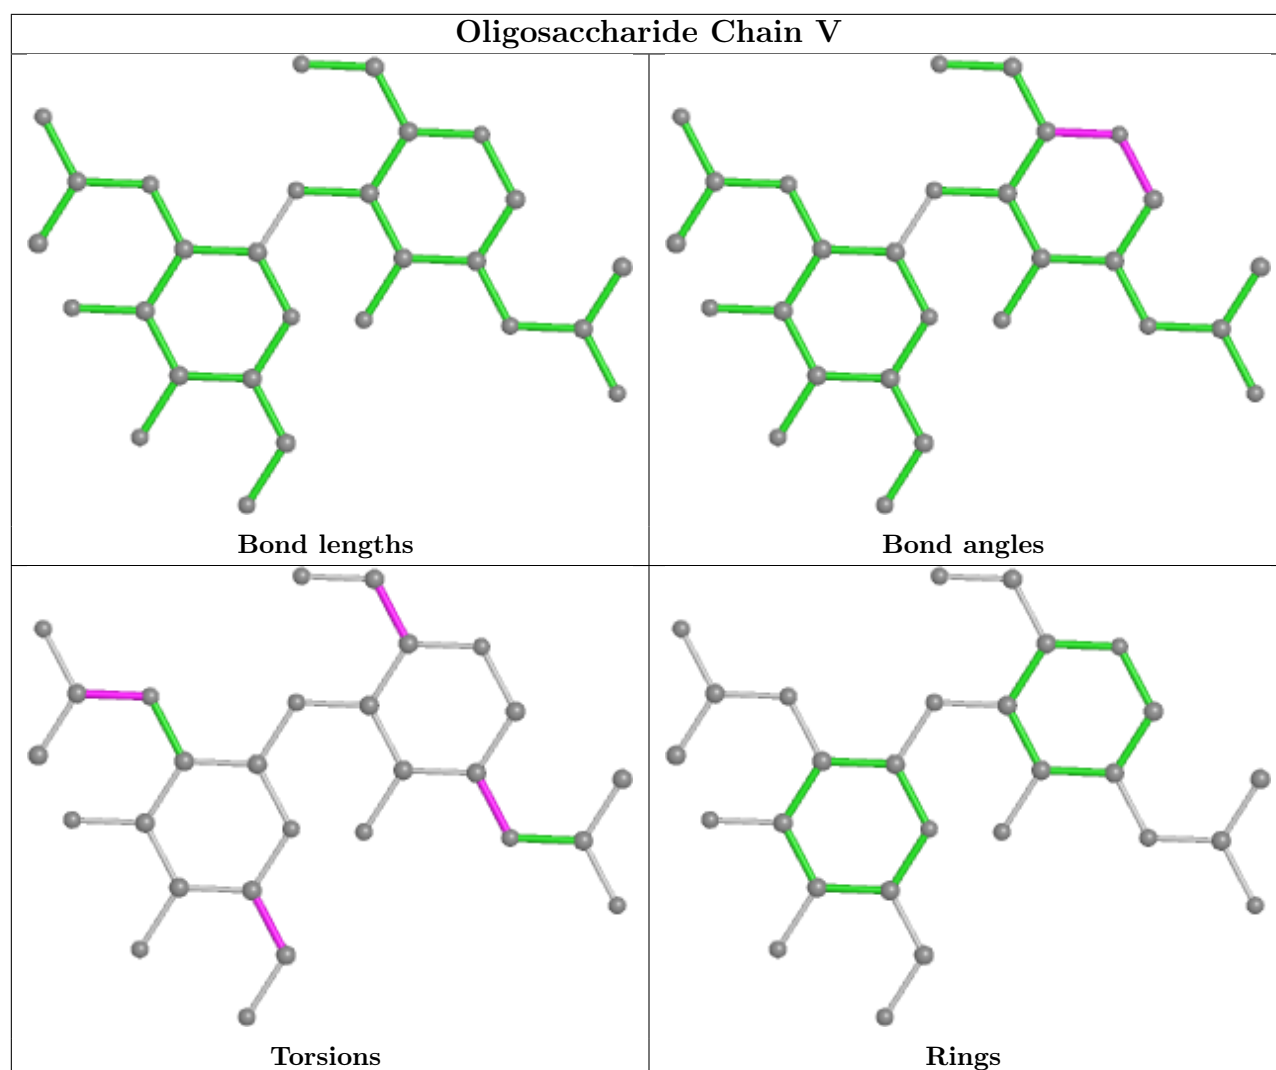 Oligosaccharide Chain V
Bond lengths
Bond angles
Torsions
Rings